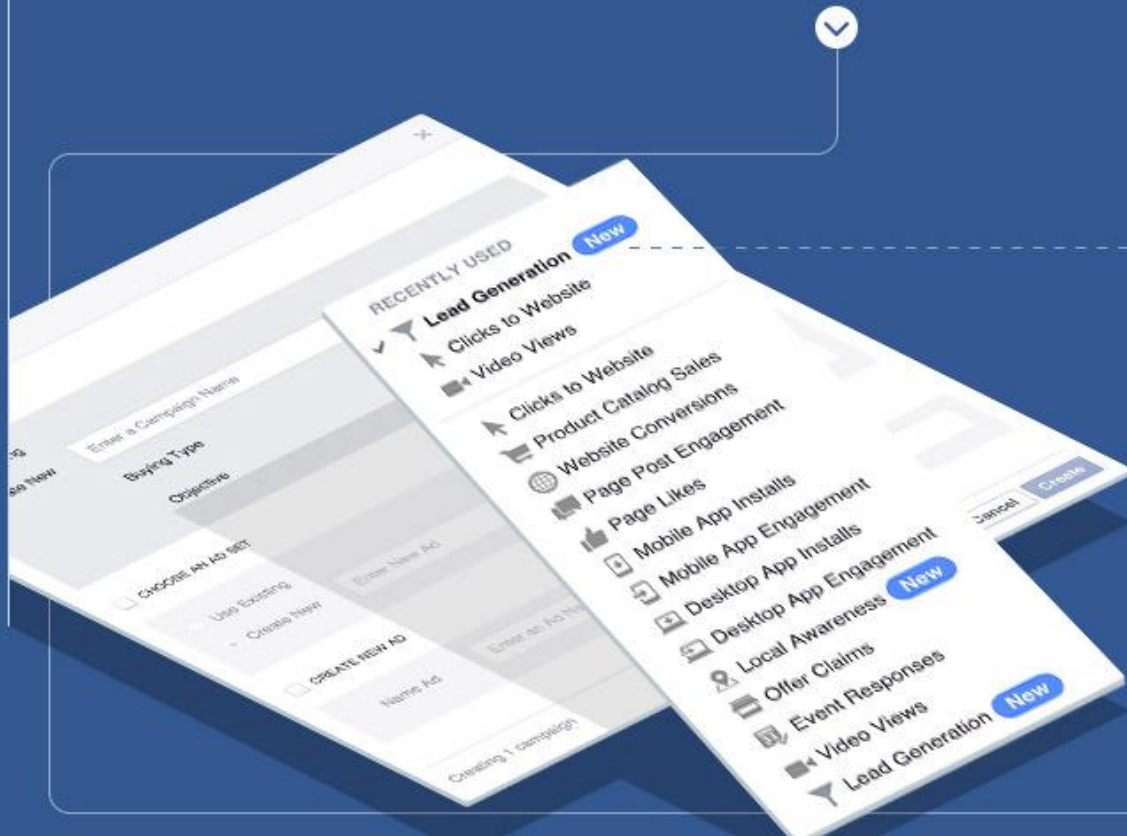 RECENTLY USED
Lead Generation New
Clicks to Website
Video Views
Clicks to Website
Product Catalog Sales
Website Conversions
Page Post Engagement
Page Likes
Mobile App Installs
Mobile App Engagement
Desktop App Installs
Desktop App Engagement
Local Awareness New
Offer Claims
Event Responses
Video Views
Lead Generation New
Enter a Campaign Name
Buying Type
Objective
CHOOSE AN AD SET
Use Existing
Create New
Enter New Ad
CREATE NEW AD
Name Ad
Enter an Ad
Creating 1 campaign
Cancel
Create